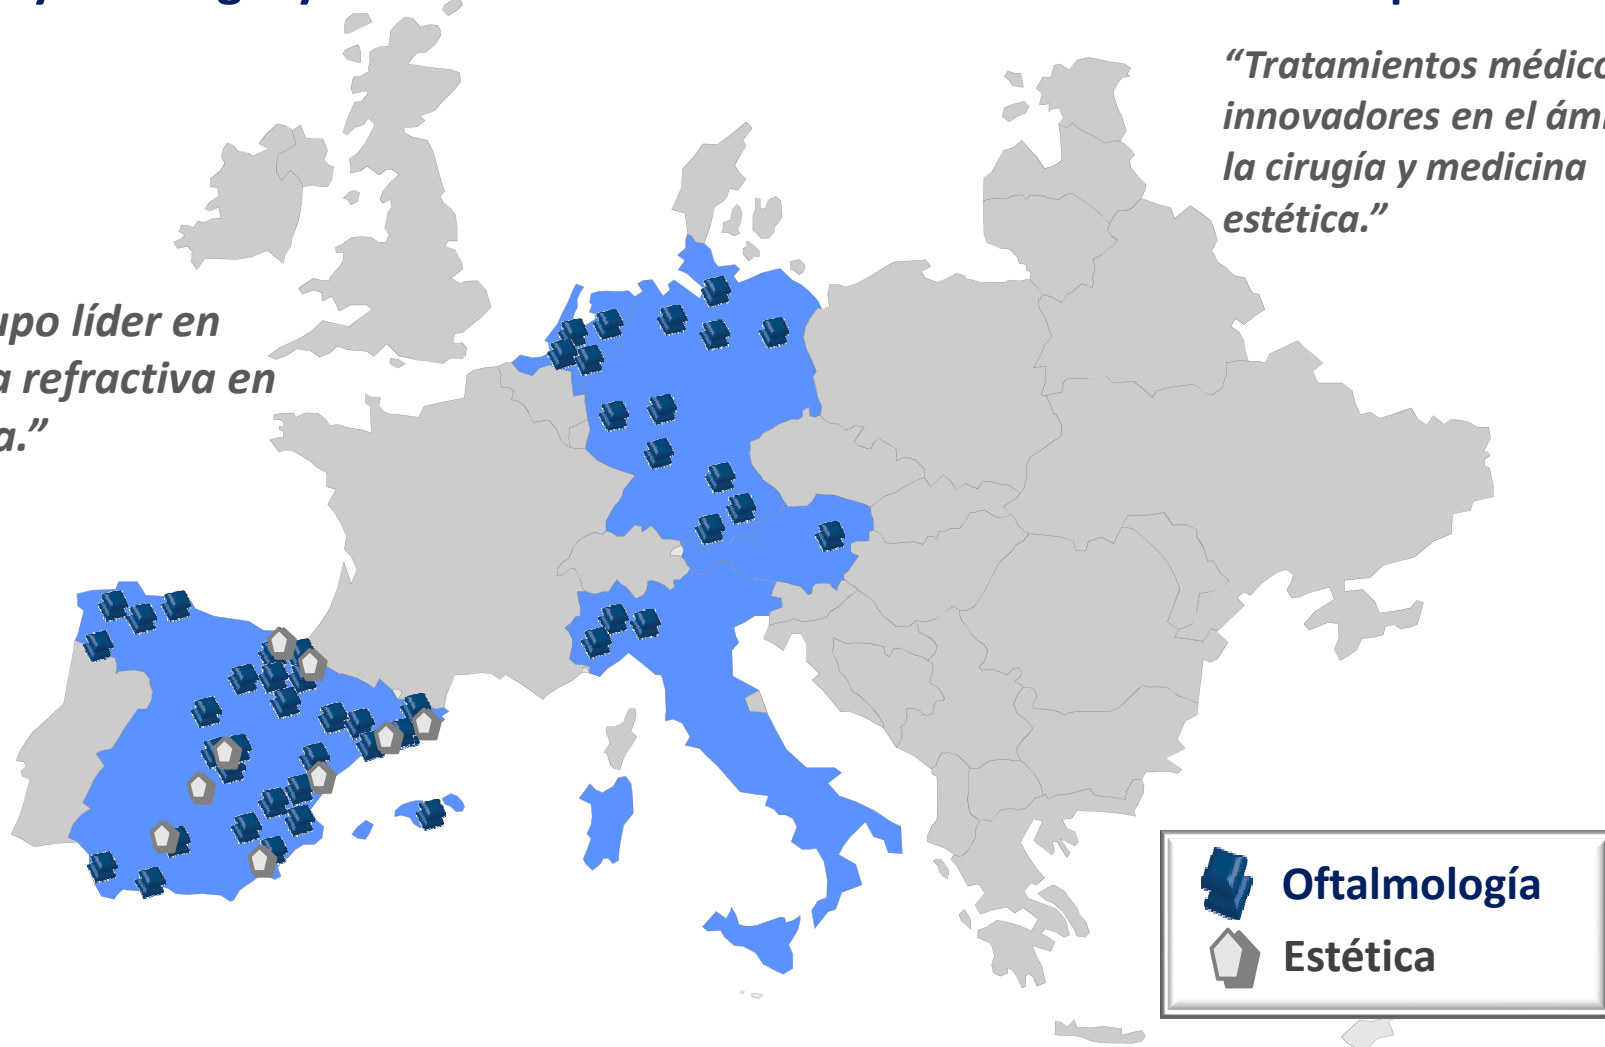 “Tratamientos médico
innovadores en el ám
la cirugía y medicina
estética.”
upo líder en
a refractiva en
a.”
Oftalmología
Estética